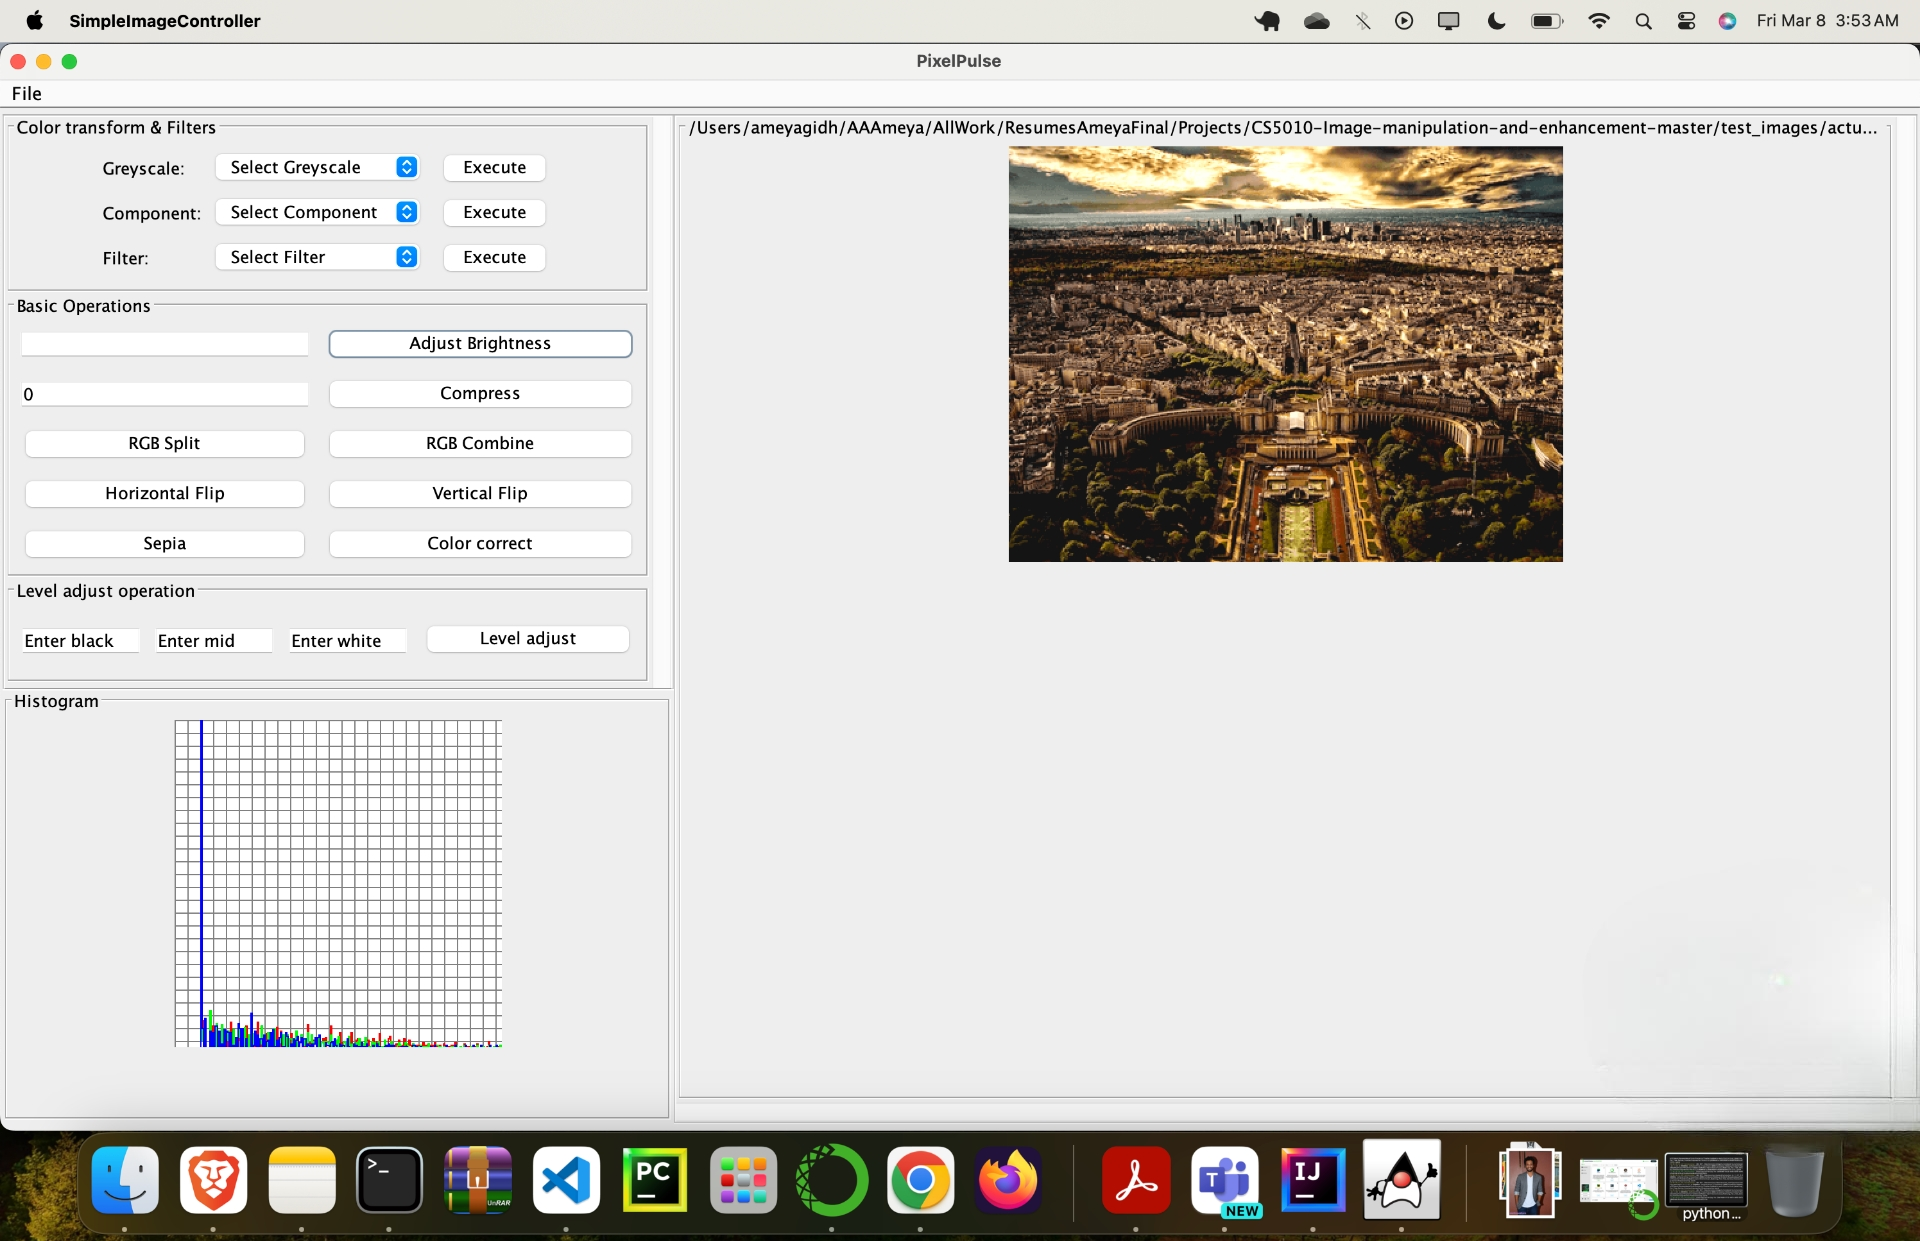 SimpleImageController
Fri Mar 8 3:53 AM
PixelPulse
File
Color transform & Filters
Greyscale: Select Greyscale Execute
Component: Select Component Execute
Filter: Select Filter Execute
Basic Operations
Adjust Brightness
0 Compress
RGB Split RGB Combine
Horizontal Flip Vertical Flip
Sepia Color correct
Level adjust operation
Enter black Enter mid Enter white Level adjust
Histogram
/Users/ameyagidh/AAAmeya/AllWork/ResumesAmeyaFinal/Projects/CS5010-Image-manipulation-and-enhancement-master/test_images/actu...
>_
UnRAR
PC
T
NEW
IJ
python...